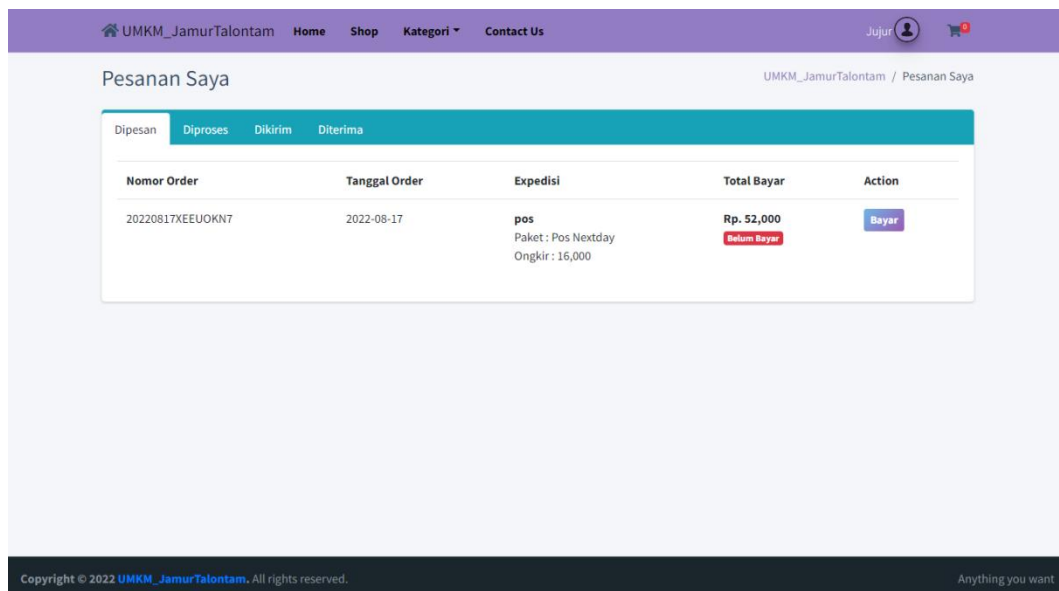 UMKM_JamurTalontam Home Shop Kategori Contact Us Jujur 0
Pesanan Saya UMKM_JamurTalontam / Pesanan Saya
Dipesan Diproses Dikirim Diterima
Nomor Order Tanggal Order Expedisi Total Bayar Action
20220817XEEUOKN7 2022-08-17 pos Rp. 52,000 Bayar
Paket : Pos Nextday Belum Bayar
Ongkir : 16,000
Copyright © 2022 UMKM_JamurTalontam. All rights reserved. Anything you want